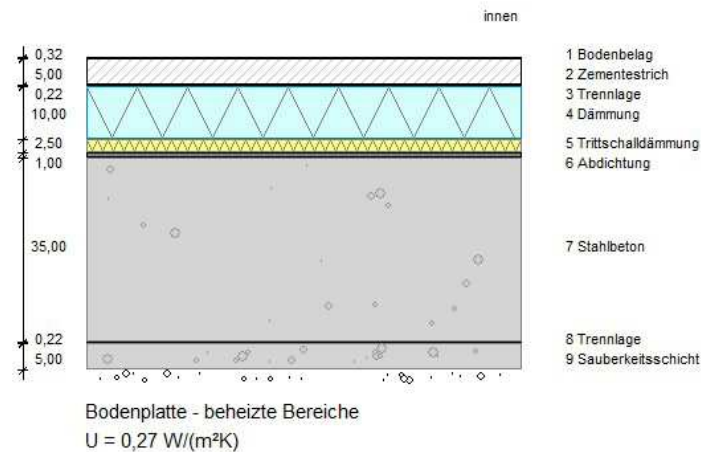 innen
0,32 1 Bodenbelag
5,00 2 Zementestrich
0,22 3 Trennlage
10,00 4 Dämmung
2,50 5 Trittschalldämmung
1,00 6 Abdichtung
35,00 7 Stahlbeton
0,22 8 Trennlage
5,00 9 Sauberkeitsschicht
Bodenplatte - beheizte Bereiche
U = 0,27 W/(m²K)